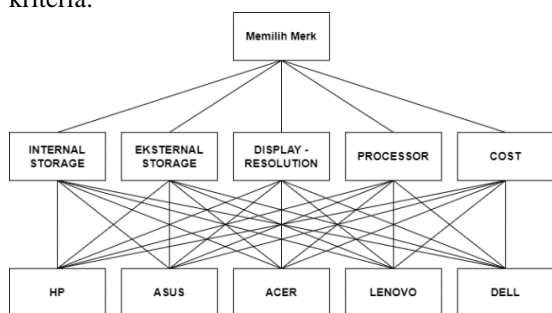 kriteria.
Memilih Merk
INTERNAL
STORAGE
EKSTERNAL
STORAGE
DISPLAY -
RESOLUTION
PROCESSOR
COST
HP
ASUS
ACER
LENOVO
DELL